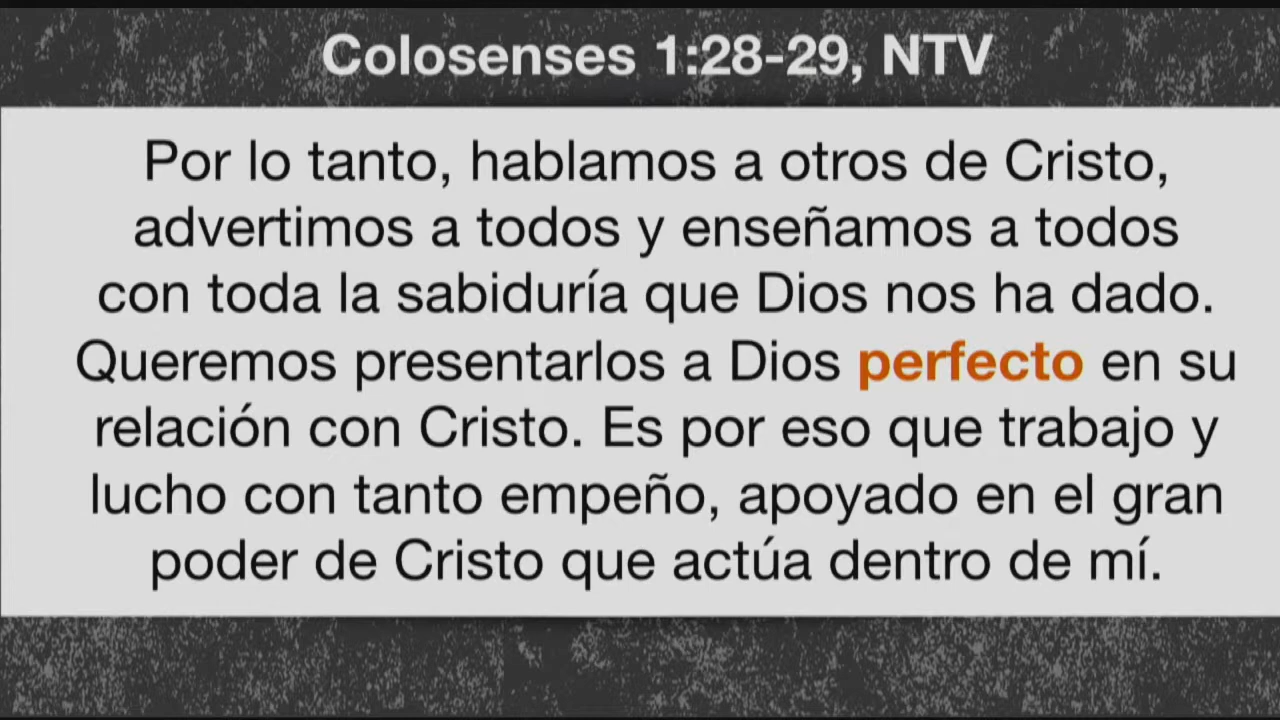 Colosenses 1:28-29, NTV
Por lo tanto, hablamos a otros de Cristo,
advertimos a todos y enseñamos a todos
con toda la sabiduría que Dios nos ha dado.
Queremos presentarlos a Dios perfecto en su
relación con Cristo. Es por eso que trabajo y
lucho con tanto empeño, apoyado en el gran
poder de Cristo que actúa dentro de mí.